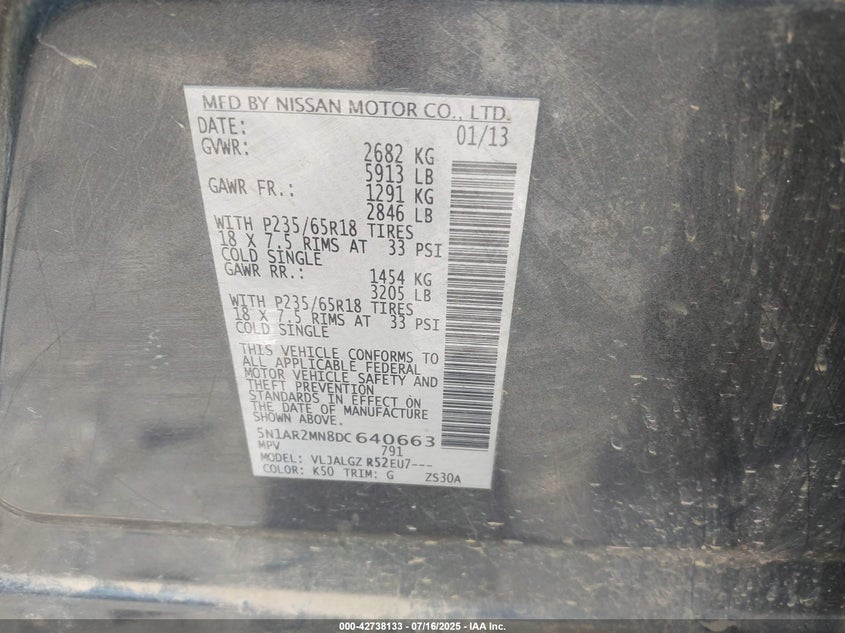 MFD BY NISSAN MOTOR CO., LTD.
DATE: 01/13
GVWR: 2682 KG
5913 LB
GAWR FR.: 1291 KG
2846 LB
WITH P235/65R18 TIRES
18 X 7.5 RIMS AT 33 PSI
COLD SINGLE
GAWR RR.: 1454 KG
3205 LB
WITH P235/65R18 TIRES
18 X 7.5 RIMS AT 33 PSI
COLD SINGLE
THIS VEHICLE CONFORMS TO
ALL APPLICABLE FEDERAL
MOTOR VEHICLE SAFETY AND
THEFT PREVENTION
STANDARDS IN EFFECT ON
THE DATE OF MANUFACTURE
SHOWN ABOVE.
5N1AR2MN8DC640663
MPV 791
MODEL: VLJALGZ R52EU7---
COLOR: K50 TRIM: G ZS30A
000-42738133 - 07/16/2025 - IAA Inc.